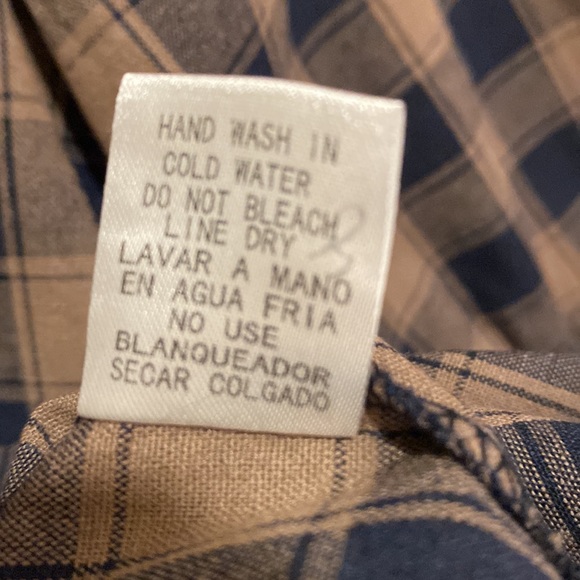 HAND WASH IN
COLD WATER
DO NOT BLEACH
LINE DRY
LAVAR A MANO
EN AGUA FRIA
NO USE
BLANQUEADOR
SECAR COLGADO